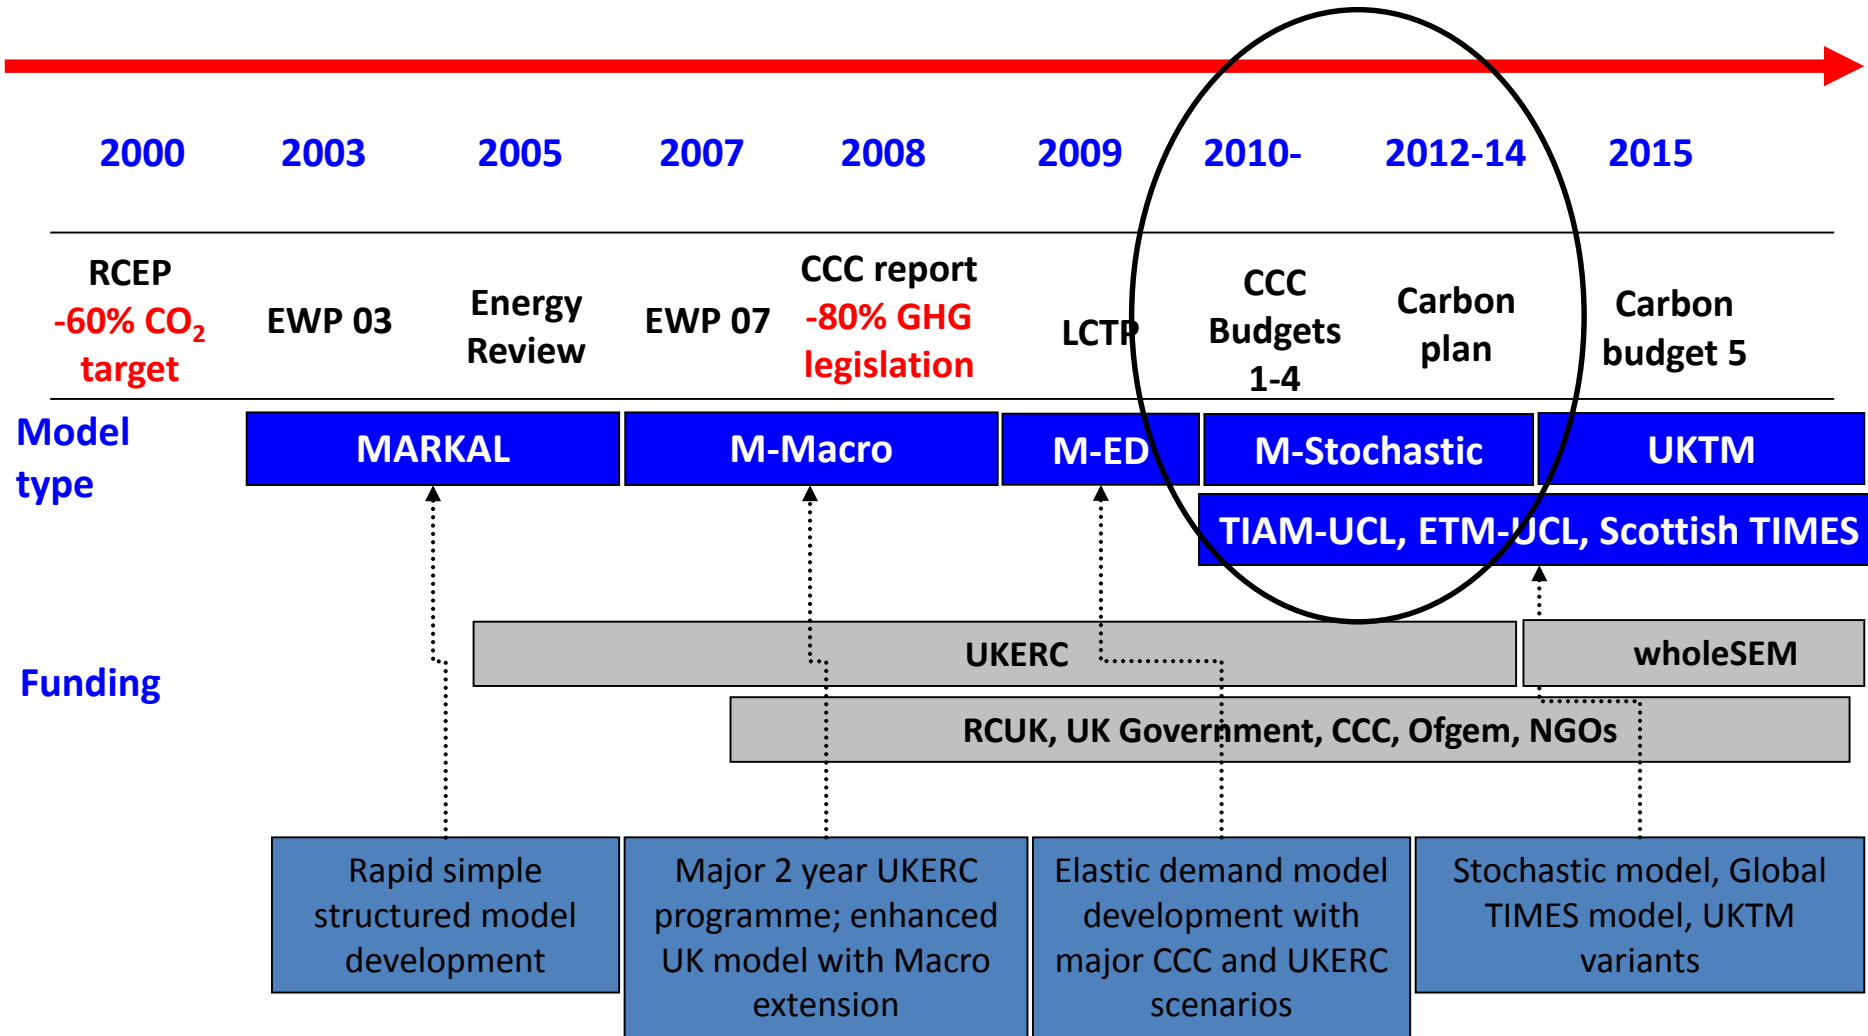 2000 2003 2005 2007 2008 2009 2010- 2012-14 2015
RCEP
-60% CO₂
target
EWP 03
Energy
Review
EWP 07
CCC report
-80% GHG
legislation
LCTP
CCC
Budgets
1-4
Carbon
plan
Carbon
budget 5
Model
type
MARKAL
M-Macro
M-ED
M-Stochastic
UKTM
TIAM-UCL, ETM-UCL, Scottish TIMES
Funding
UKERC
wholeSEM
RCUK, UK Government, CCC, Ofgem, NGOs
Rapid simple
structured model
development
Major 2 year UKERC
programme; enhanced
UK model with Macro
extension
Elastic demand model
development with
major CCC and UKERC
scenarios
Stochastic model, Global
TIMES model, UKTM
variants